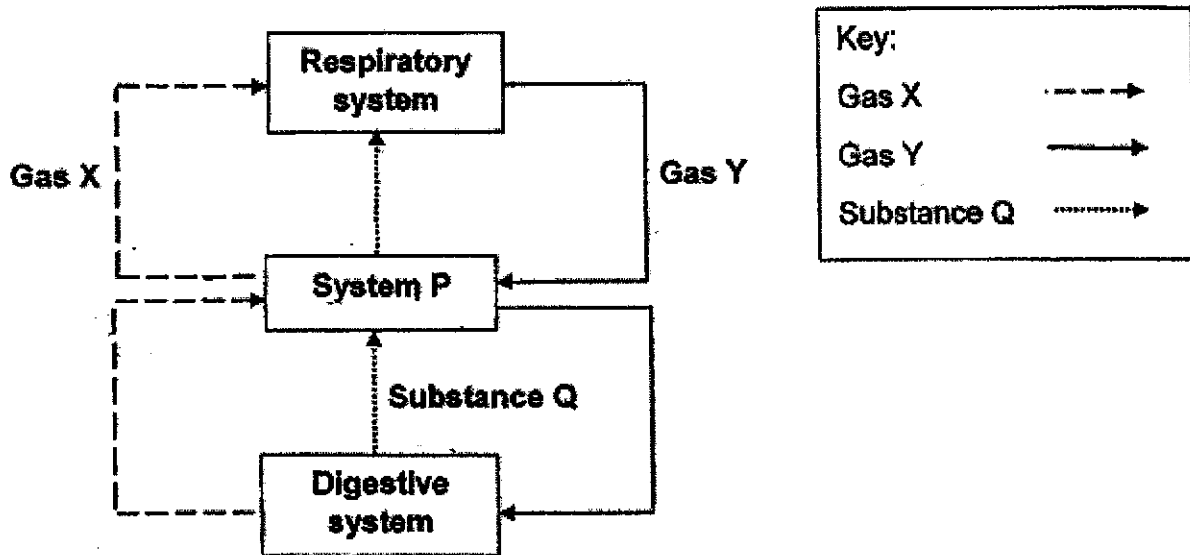 Respiratory
system
Gas X
Gas Y
System P
Substance Q
Digestive
system
Key:
Gas X
Gas Y
Substance Q